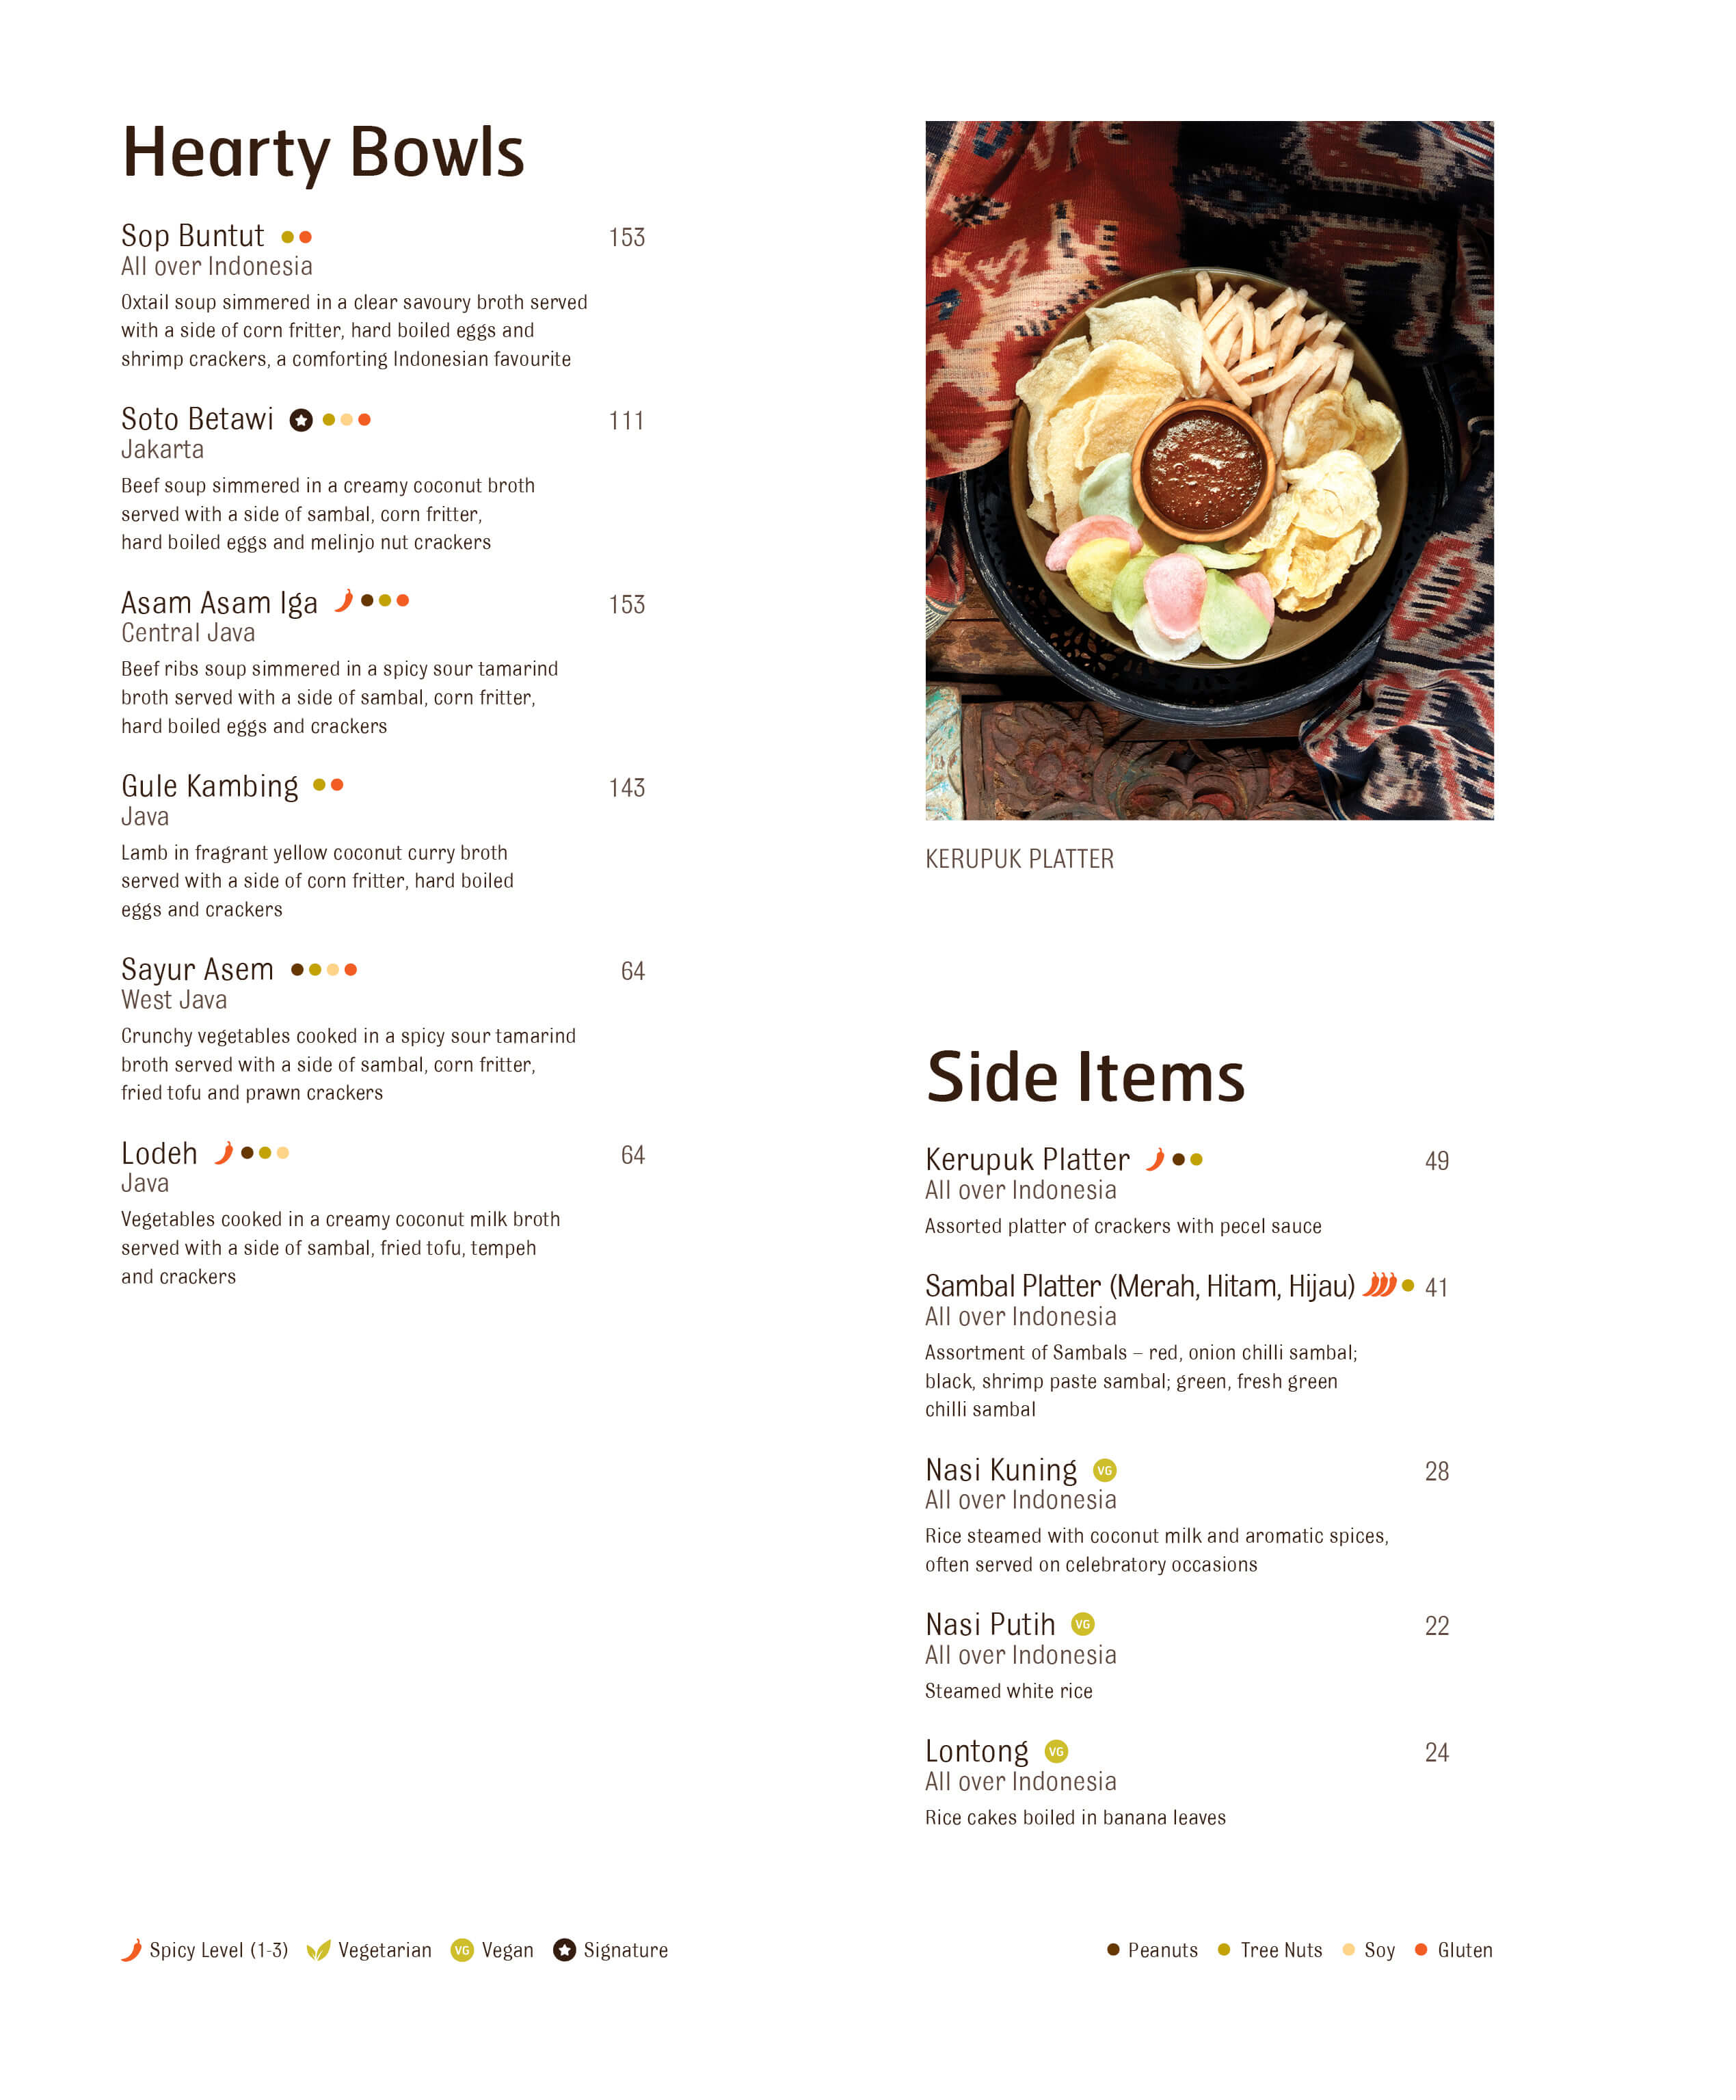 Hearty Bowls
Sop Buntut 153
All over Indonesia
Oxtail soup simmered in a clear savoury broth served
with a side of corn fritter, hard boiled eggs and
shrimp crackers, a comforting Indonesian favourite
Soto Betawi 111
Jakarta
Beef soup simmered in a creamy coconut broth
served with a side of sambal, corn fritter,
hard boiled eggs and melinjo nut crackers
Asam Asam Iga 153
Central Java
Beef ribs soup simmered in a spicy sour tamarind
broth served with a side of sambal, corn fritter,
hard boiled eggs and crackers
Gule Kambing 143
Java
Lamb in fragrant yellow coconut curry broth
served with a side of corn fritter, hard boiled
eggs and crackers
Sayur Asem 64
West Java
Crunchy vegetables cooked in a spicy sour tamarind
broth served with a side of sambal, corn fritter,
fried tofu and prawn crackers
Lodeh 64
Java
Vegetables cooked in a creamy coconut milk broth
served with a side of sambal, fried tofu, tempeh
and crackers
KERUPUK PLATTER
Side Items
Kerupuk Platter 49
All over Indonesia
Assorted platter of crackers with pecel sauce
Sambal Platter (Merah, Hitam, Hijau) 41
All over Indonesia
Assortment of Sambals – red, onion chilli sambal;
black, shrimp paste sambal; green, fresh green
chilli sambal
Nasi Kuning VG 28
All over Indonesia
Rice steamed with coconut milk and aromatic spices,
often served on celebratory occasions
Nasi Putih VG 22
All over Indonesia
Steamed white rice
Lontong VG 24
All over Indonesia
Rice cakes boiled in banana leaves
Spicy Level (1-3) Vegetarian VG Vegan Signature
Peanuts Tree Nuts Soy Gluten